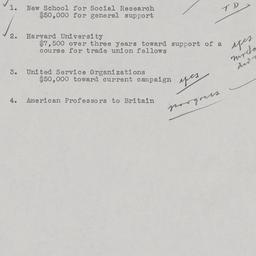 1. New School for Social Research
$50,000 for general support
TD
2. Harvard University
$7,500 over three years toward support of a
course for trade union fellows
yes
3. United Service Organizations
$50,000 toward current campaign yes
4. American Professors to Britain